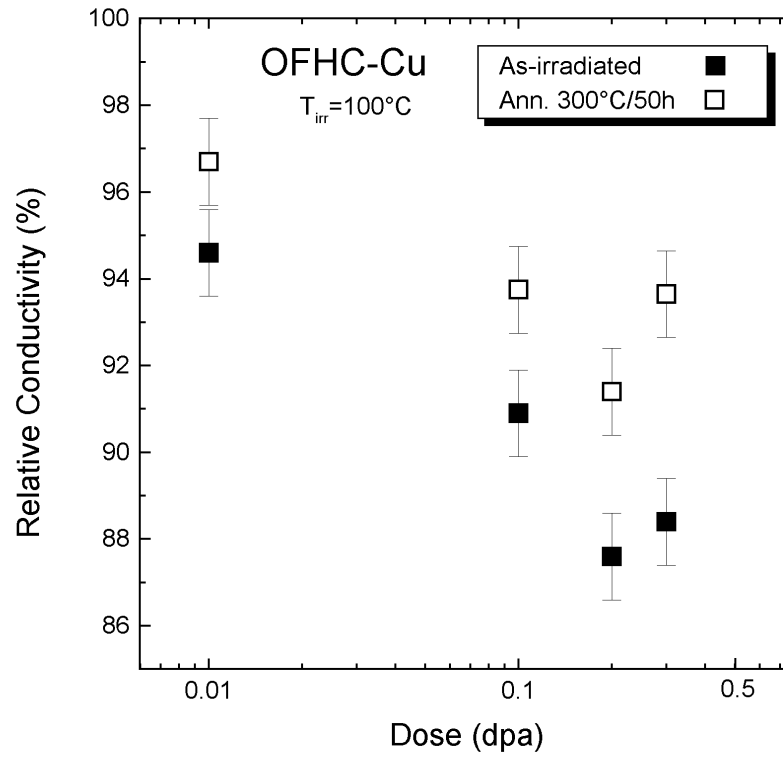 OFHC-Cu
Tirr=100°C
As-irradiated
Ann. 300°C/50h
Relative Conductivity (%)
100
98
96
94
92
90
88
86
0.01
0.1
0.5
Dose (dpa)